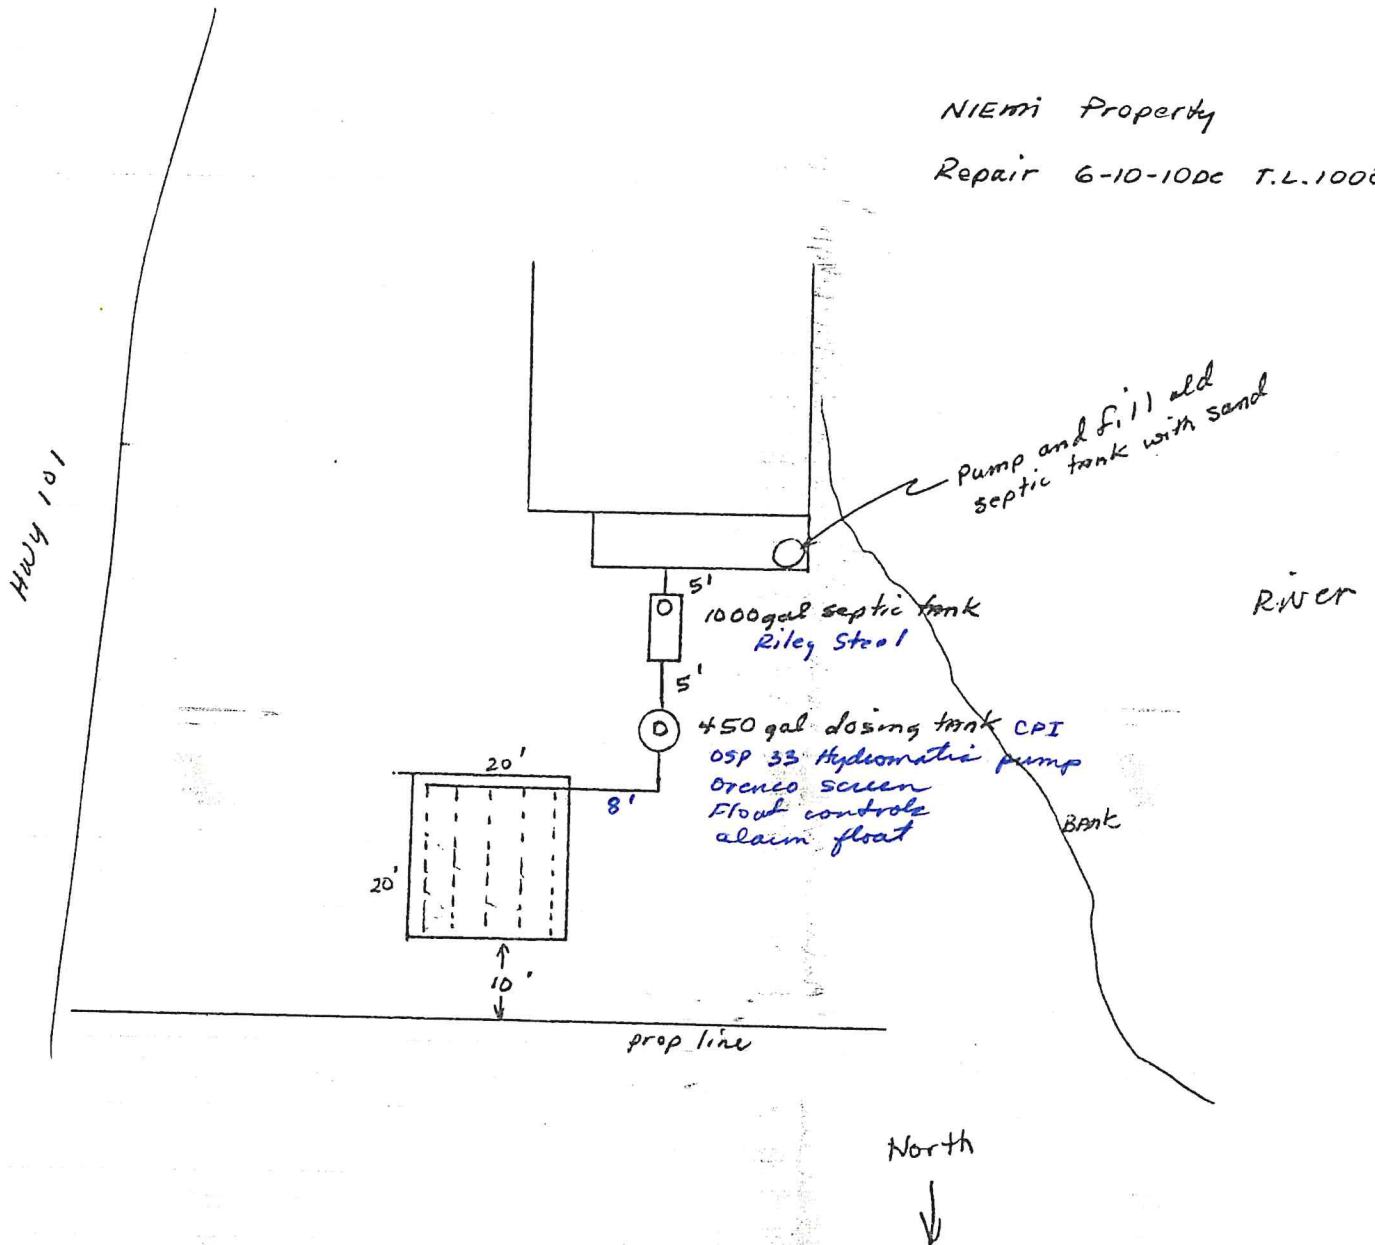 NIEmi Property
Repair 6-10-10DC T.L.1000
HWY 101
Pump and fill old
septic tank with sand
5'
1000gal septic tank
Riley Steel
River
5'
450 gal dosing tank CPI
OSP 33 Hydromatic pump
Orenco screen
Float controls
alarm float
20'
8'
BANK
20'
10'
prop line
North